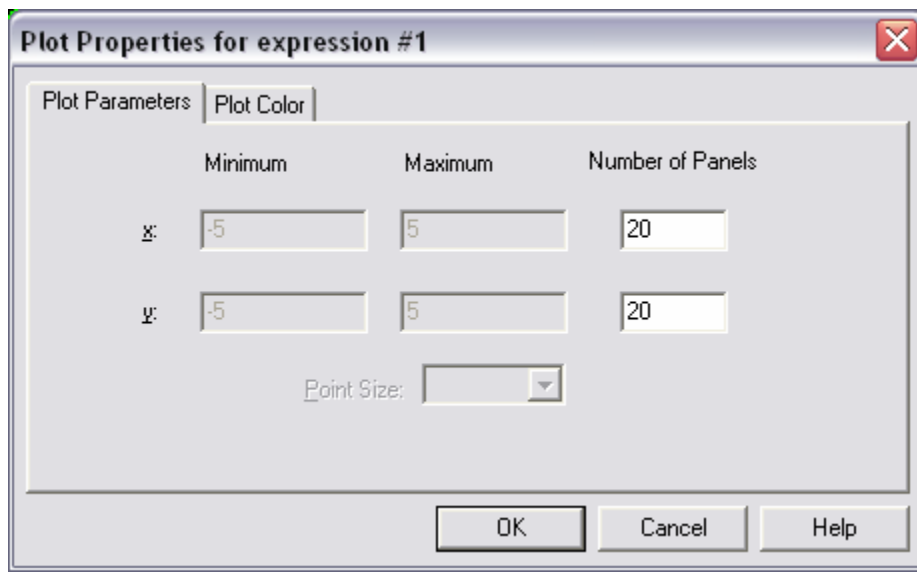 Plot Properties for expression #1
Plot Parameters Plot Color
Minimum Maximum Number of Panels
x: -5 5 20
y: -5 5 20
Point Size:
OK Cancel Help